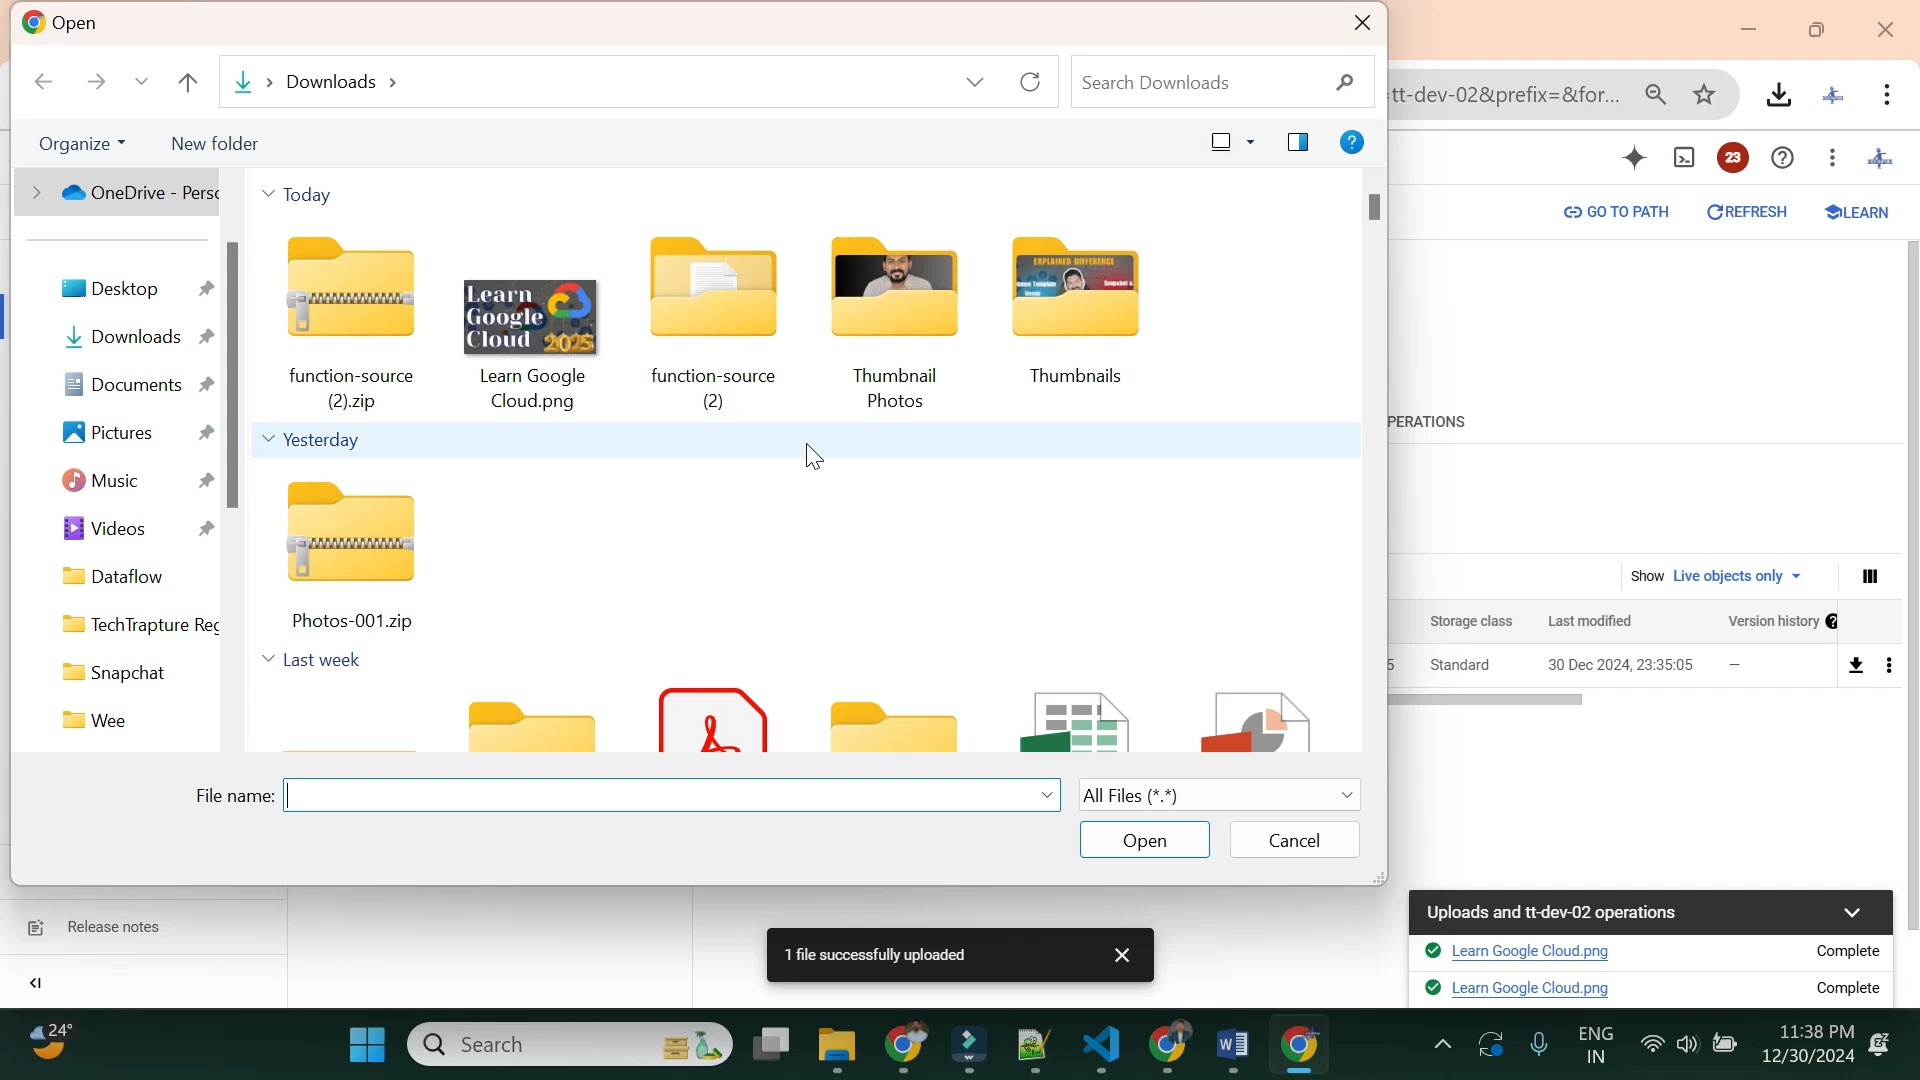 Open
Downloads
Search Downloads
tt-dev-02&prefix=&for...
Organize
New folder
23
GO TO PATH
REFRESH
LEARN
OneDrive - Perso
Desktop
Downloads
Documents
Pictures
Music
Videos
Dataflow
TechTrapture Reg
Snapchat
Wee
Today
Learn
Google
Cloud 2025
EXPLAINED DIFFERENCE
function-source
(2).zip
Learn Google
Cloud.png
function-source
(2)
Thumbnail
Photos
Thumbnails
Yesterday
Photos-001.zip
Last week
PERATIONS
Show Live objects only
Storage class
Last modified
Version history
5
Standard
30 Dec 2024, 23:35:05
–
File name:
All Files (*.*)
Open
Cancel
Release notes
1 file successfully uploaded
Uploads and tt-dev-02 operations
Learn Google Cloud.png
Complete
Learn Google Cloud.png
Complete
24°
Search
ENG
IN
11:38 PM
12/30/2024